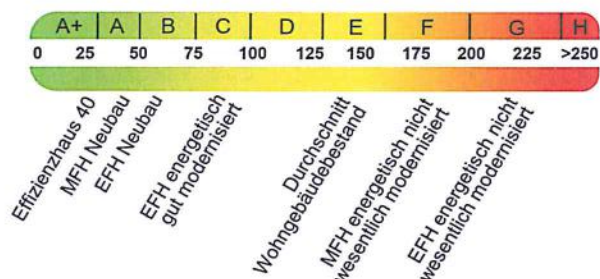 A+ A B C D E F G H
0 25 50 75 100 125 150 175 200 225 >250
Effizienzhaus 40
MFH Neubau
EFH Neubau
EFH energetisch
gut modernisiert
Durchschnitt
Wohngebäudebestand
MFH energetisch nicht
wesentlich modernisiert
EFH energetisch nicht
wesentlich modernisiert